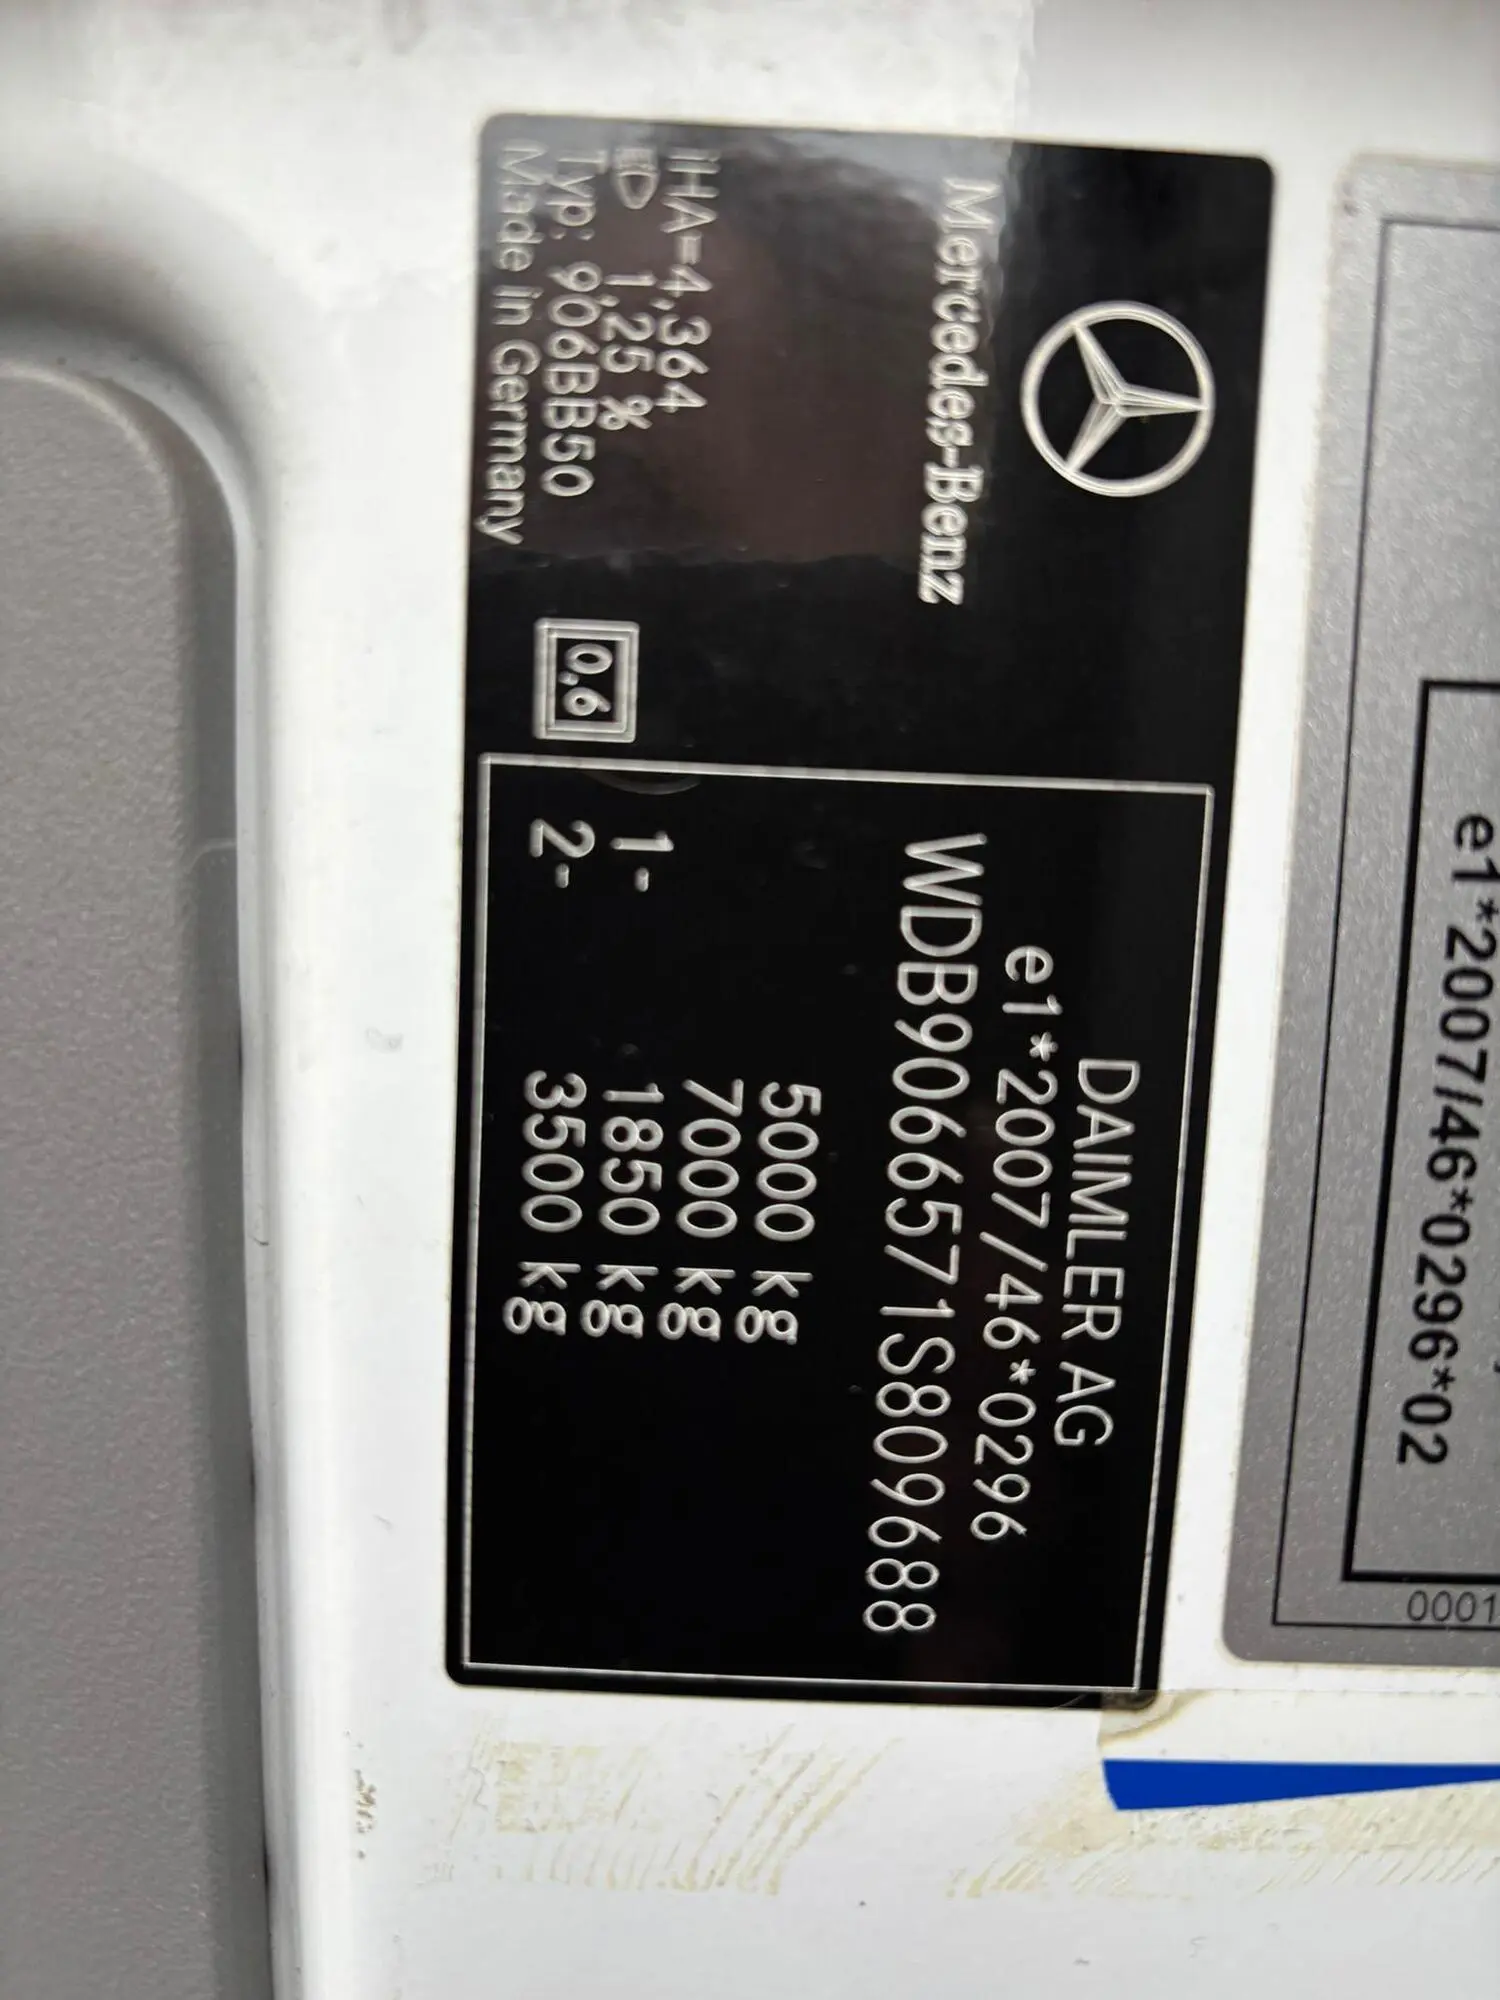 Mercedes-Benz
iHA=4,364
1,25 %
Typ: 906BB50
Made in Germany
0,6
DAIMLER AG
e1*2007/46*0296
WDB9066571S809688
5000 kg
7000 kg
1- 1850 kg
2- 3500 kg
e1*2007/46*0296*02
0001